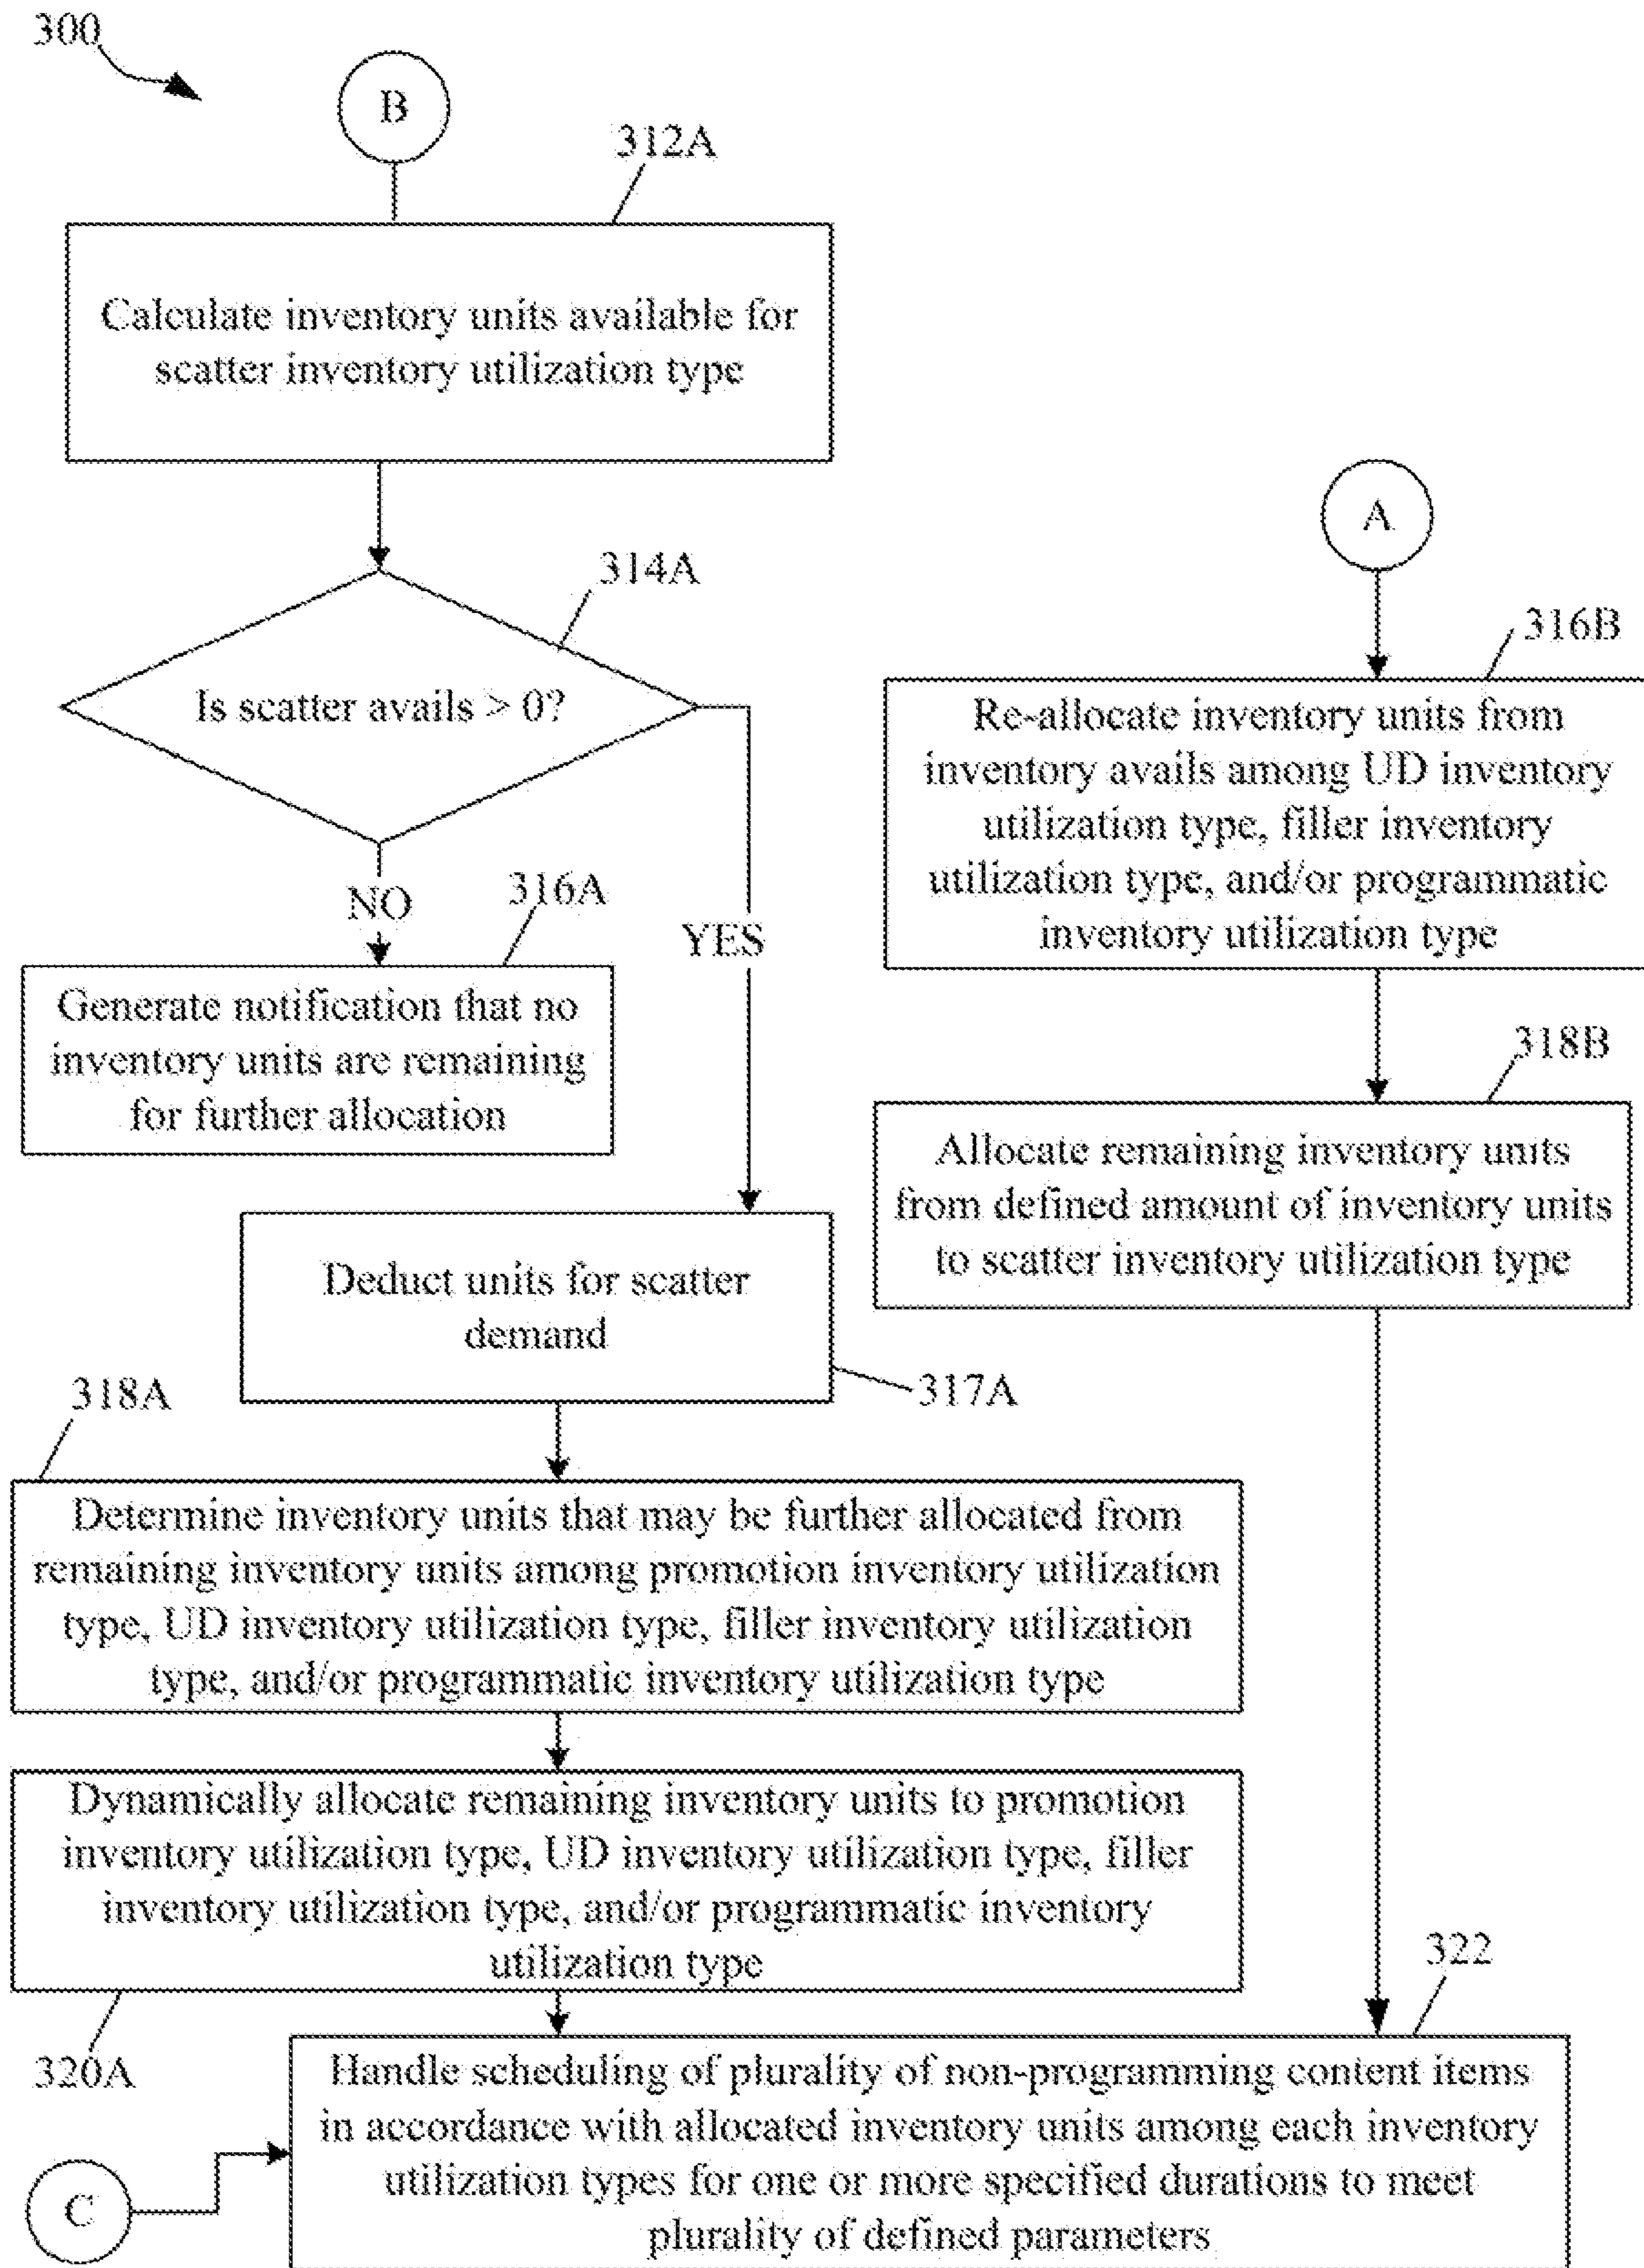 300
B
312A
Calculate inventory units available for
scatter inventory utilization type
314A
Is scatter avails > 0?
NO
316A
YES
Generate notification that no
inventory units are remaining
for further allocation
A
316B
Re-allocate inventory units from
inventory avails among UD inventory
utilization type, filler inventory
utilization type, and/or programmatic
inventory utilization type
318B
Allocate remaining inventory units
from defined amount of inventory units
to scatter inventory utilization type
Deduct units for scatter
demand
317A
318A
Determine inventory units that may be further allocated from
remaining inventory units among promotion inventory utilization
type, UD inventory utilization type, filler inventory utilization
type, and/or programmatic inventory utilization type
Dynamically allocate remaining inventory units to promotion
inventory utilization type, UD inventory utilization type, filler
inventory utilization type, and/or programmatic inventory
utilization type
320A
322
Handle scheduling of plurality of non-programming content items
in accordance with allocated inventory units among each inventory
utilization types for one or more specified durations to meet
plurality of defined parameters
C